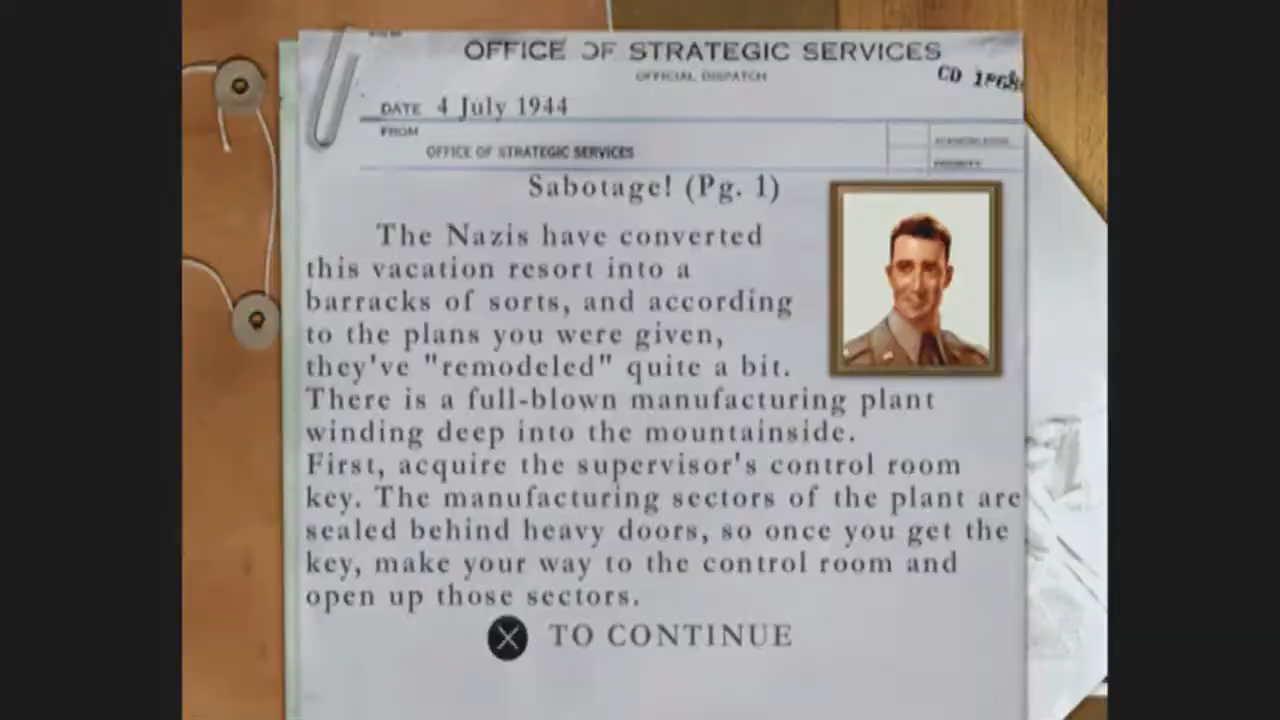 OFFICE OF STRATEGIC SERVICES
OFFICIAL DISPATCH
DATE 4 July 1944
FROM
OFFICE OF STRATEGIC SERVICES
PRIORITY
Sabotage! (Pg. 1)
The Nazis have converted
this vacation resort into a
barracks of sorts, and according
to the plans you were given,
they've "remodeled" quite a bit.
There is a full-blown manufacturing plant
winding deep into the mountainside.
First, acquire the supervisor's control room
key. The manufacturing sectors of the plant are
sealed behind heavy doors, so once you get the
key, make your way to the control room and
open up those sectors.
TO CONTINUE